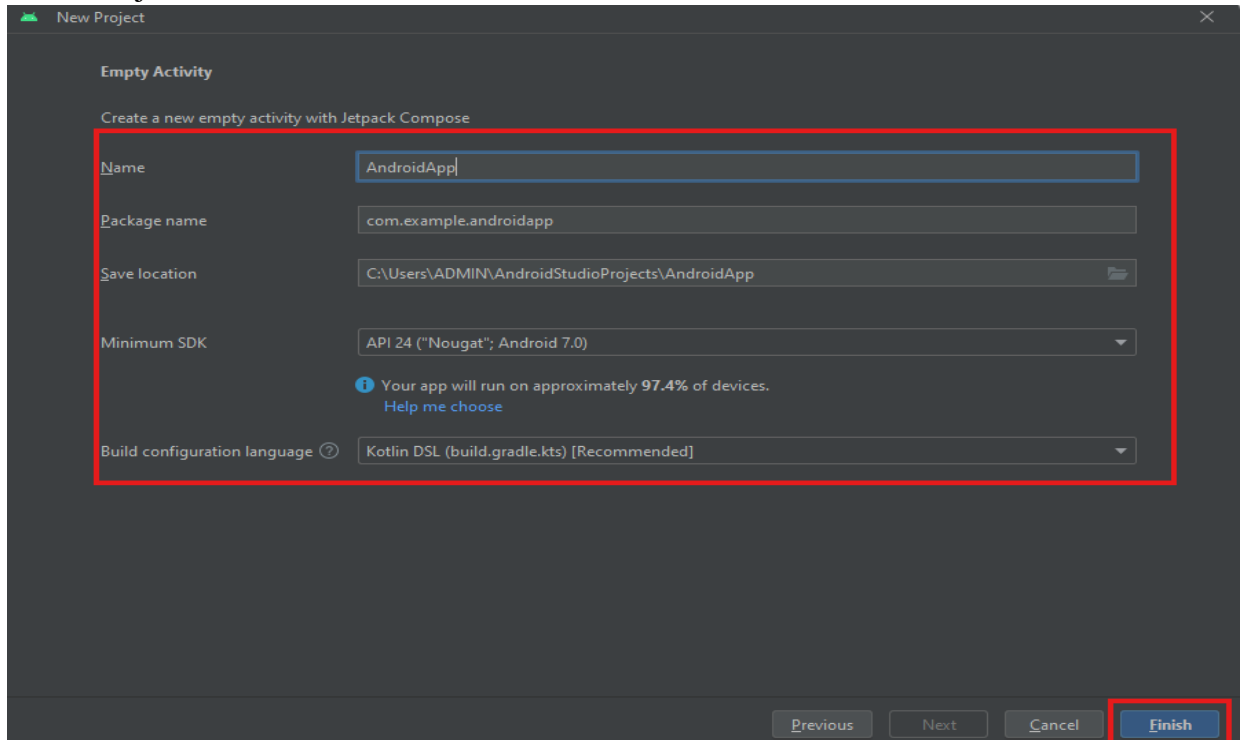 New Project
Empty Activity
Create a new empty activity with Jetpack Compose
Name AndroidApp
Package name com.example.androidapp
Save location C:\Users\ADMIN\AndroidStudioProjects\AndroidApp
Minimum SDK API 24 ("Nougat"; Android 7.0)
Your app will run on approximately 97.4% of devices.
Help me choose
Build configuration language Kotlin DSL (build.gradle.kts) [Recommended]
Previous Next Cancel Finish